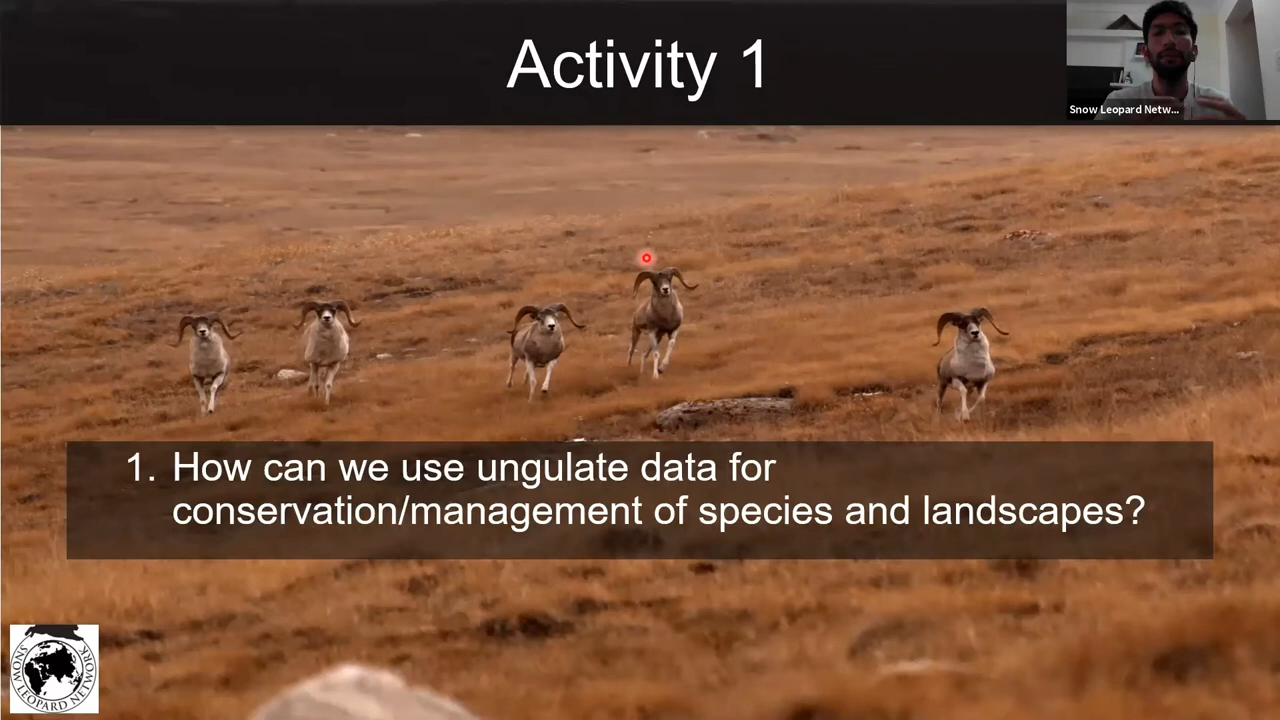 Activity 1
Snow Leopard Netw...
1. How can we use ungulate data for
conservation/management of species and landscapes?
SNOW LEOPARD NETWORK